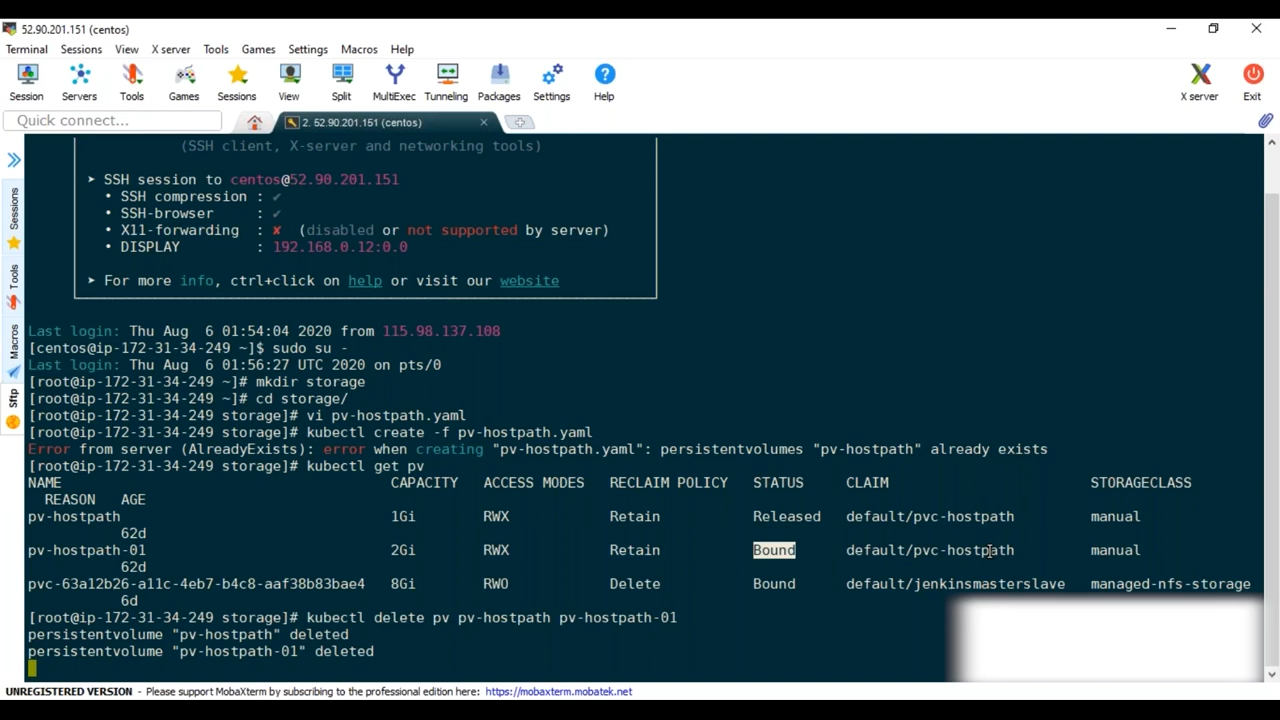 52.90.201.151 (centos)
Terminal Sessions View X server Tools Games Settings Macros Help
Session Servers Tools Games Sessions View Split MultiExec Tunneling Packages Settings Help X server Exit
Quick connect...
2. 52.90.201.151 (centos)
Sessions
Tools
Macros
Sftp
(SSH client, X-server and networking tools)
➤ SSH session to centos@52.90.201.151
• SSH compression : ✔
• SSH-browser : ✔
• X11-forwarding : ✘ (disabled or not supported by server)
• DISPLAY : 192.168.0.12:0.0
➤ For more info, ctrl+click on help or visit our website
Last login: Thu Aug 6 01:54:04 2020 from 115.98.137.108
[centos@ip-172-31-34-249 ~]$ sudo su -
Last login: Thu Aug 6 01:56:27 UTC 2020 on pts/0
[root@ip-172-31-34-249 ~]# mkdir storage
[root@ip-172-31-34-249 ~]# cd storage/
[root@ip-172-31-34-249 storage]# vi pv-hostpath.yaml
[root@ip-172-31-34-249 storage]# kubectl create -f pv-hostpath.yaml
Error from server (AlreadyExists): error when creating "pv-hostpath.yaml": persistentvolumes "pv-hostpath" already exists
[root@ip-172-31-34-249 storage]# kubectl get pv
NAME CAPACITY ACCESS MODES RECLAIM POLICY STATUS CLAIM STORAGECLASS
REASON AGE
pv-hostpath 1Gi RWX Retain Released default/pvc-hostpath manual
62d
pv-hostpath-01 2Gi RWX Retain Bound default/pvc-hostpath manual
62d
pvc-63a12b26-a11c-4eb7-b4c8-aaf38b83bae4 8Gi RWO Delete Bound default/jenkinsmasterslave managed-nfs-storage
6d
[root@ip-172-31-34-249 storage]# kubectl delete pv pv-hostpath pv-hostpath-01
persistentvolume "pv-hostpath" deleted
persistentvolume "pv-hostpath-01" deleted
UNREGISTERED VERSION - Please support MobaXterm by subscribing to the professional edition here: https://mobaxterm.mobatek.net